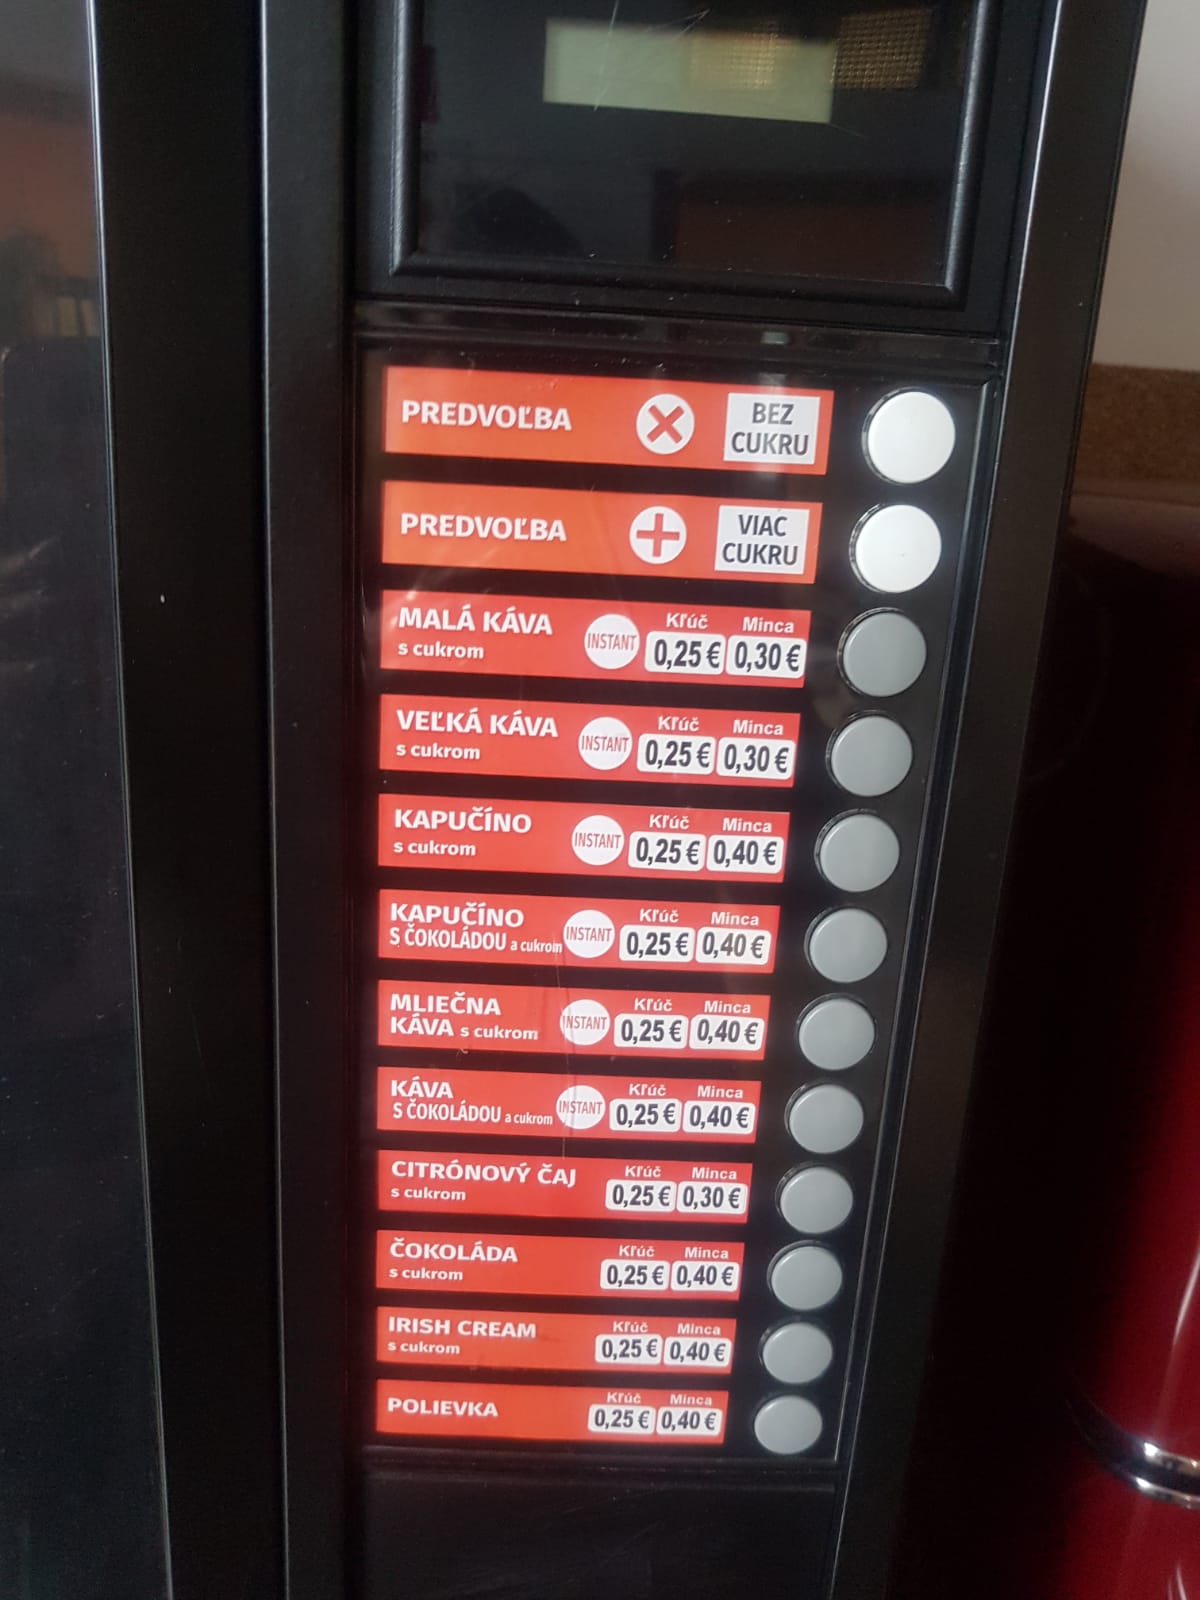 PREDVOĽBA
BEZ
CUKRU
PREDVOĽBA
VIAC
CUKRU
MALÁ KÁVA
s cukrom
INSTANT
Kľúč Minca
0,25 € 0,30 €
VEĽKÁ KÁVA
s cukrom
INSTANT
Kľúč Minca
0,25 € 0,30 €
KAPUČÍNO
s cukrom
INSTANT
Kľúč Minca
0,25 € 0,40 €
KAPUČÍNO
S ČOKOLÁDOU a cukrom
INSTANT
Kľúč Minca
0,25 € 0,40 €
MLIEČNA
KÁVA s cukrom
INSTANT
Kľúč Minca
0,25 € 0,40 €
KÁVA
S ČOKOLÁDOU a cukrom
INSTANT
Kľúč Minca
0,25 € 0,40 €
CITRÓNOVÝ ČAJ
s cukrom
Kľúč Minca
0,25 € 0,30 €
ČOKOLÁDA
s cukrom
Kľúč Minca
0,25 € 0,40 €
IRISH CREAM
s cukrom
Kľúč Minca
0,25 € 0,40 €
POLIEVKA
Kľúč Minca
0,25 € 0,40 €